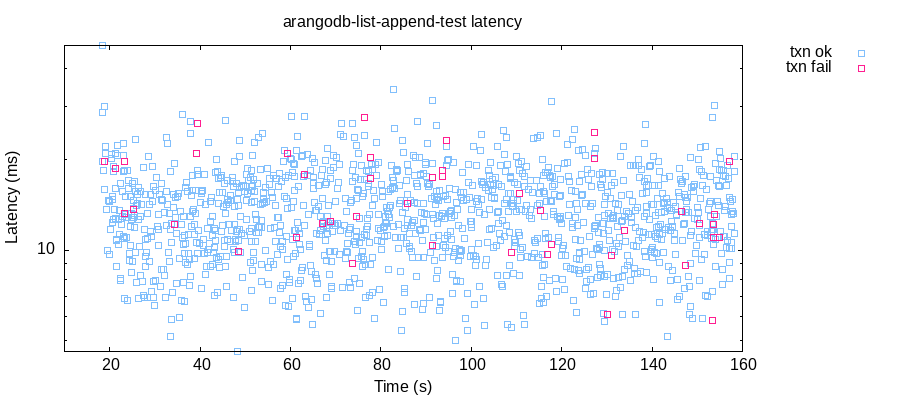 arangodb-list-append-test latency
txn ok
txn fail
Latency (ms)
10
20 40 60 80 100 120 140 160
Time (s)